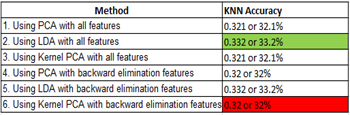 Method KNN Accuracy
1. Using PCA with all features 0.321 or 32.1%
2. Using LDA with all features 0.332 or 33.2%
3. Using Kernel PCA with all features 0.321 or 32.1%
4. Using PCA with backward elimination features 0.32 or 32%
5. Using LDA with backward elimination features 0.332 or 33.2%
6. Using Kernel PCA with backward elimination features 0.32 or 32%